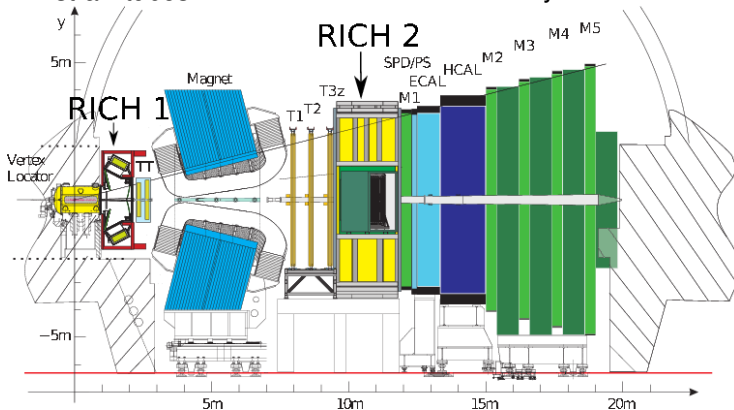 y
5m
RICH 2
SPD/PS
ECAL
HCAL
M2
M3
M4
M5
Magnet
T1
T2
T3z
M1
RICH 1
TT
Vertex
Locator
−5m
5m
10m
15m
20m